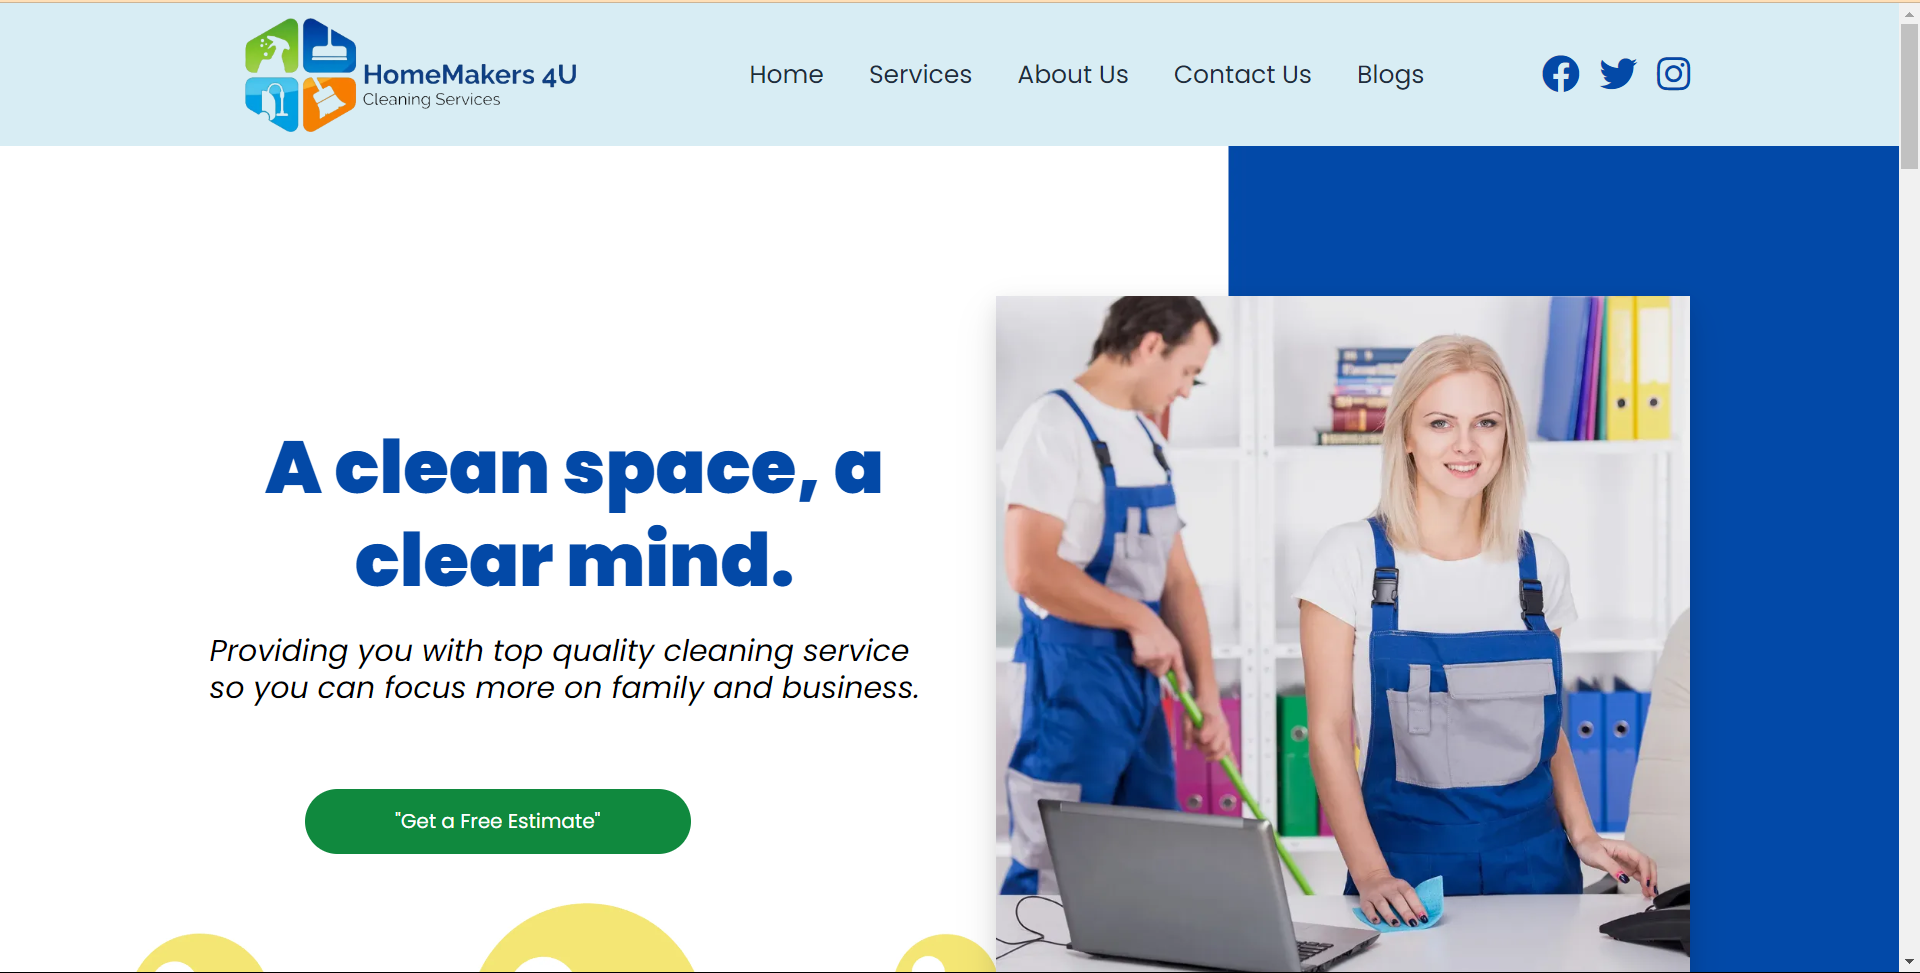 HomeMakers 4U
Cleaning Services
Home Services About Us Contact Us Blogs
A clean space, a
clear mind.
Providing you with top quality cleaning service
so you can focus more on family and business.
"Get a Free Estimate"